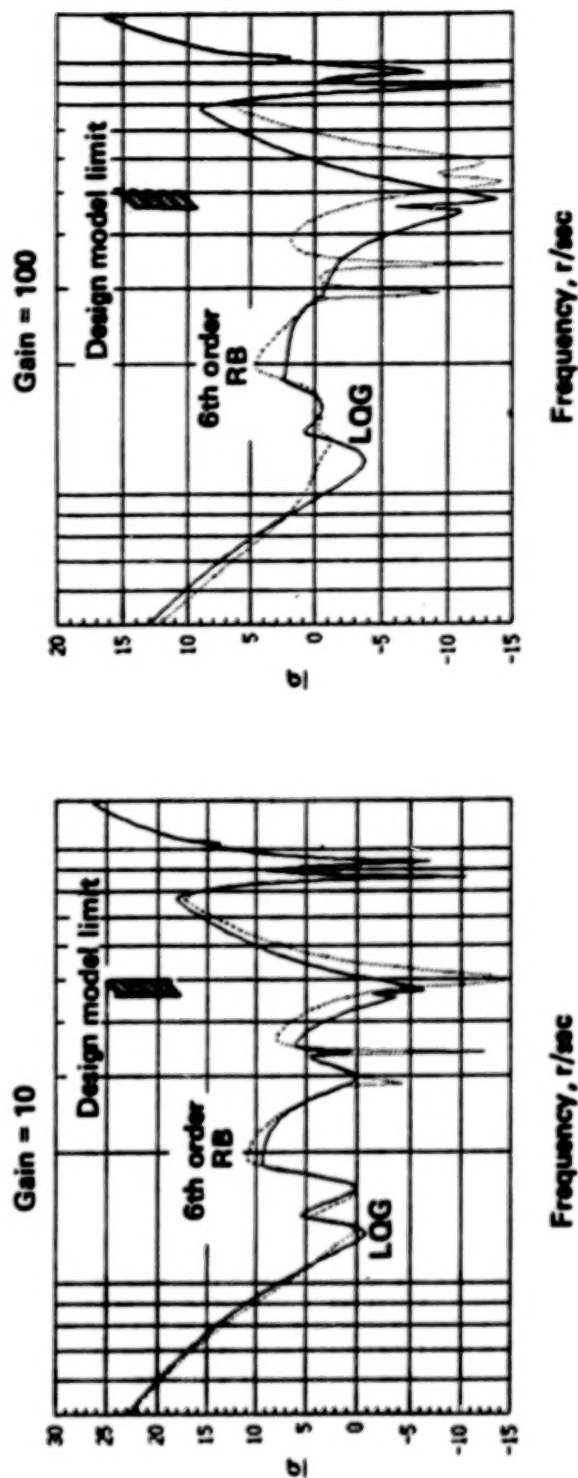 Gain = 10
30
25
20
15
10
5
0
-5
-10
-15
σ
Design model limit
6th order
RB
LQG
Frequency, r/sec
Gain = 100
20
15
10
5
0
-5
-10
-15
σ
Design model limit
6th order
RB
LQG
Frequency, r/sec